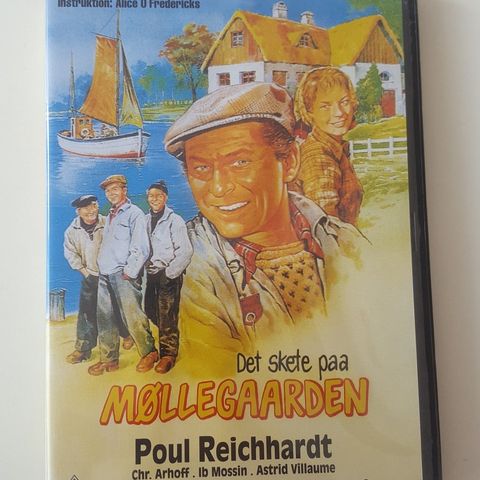 Instruktion: Alice O Fredericks
Det skete paa
MØLLEGAARDEN
Poul Reichhardt
Chr. Arhoff . Ib Mossin . Astrid Villaume